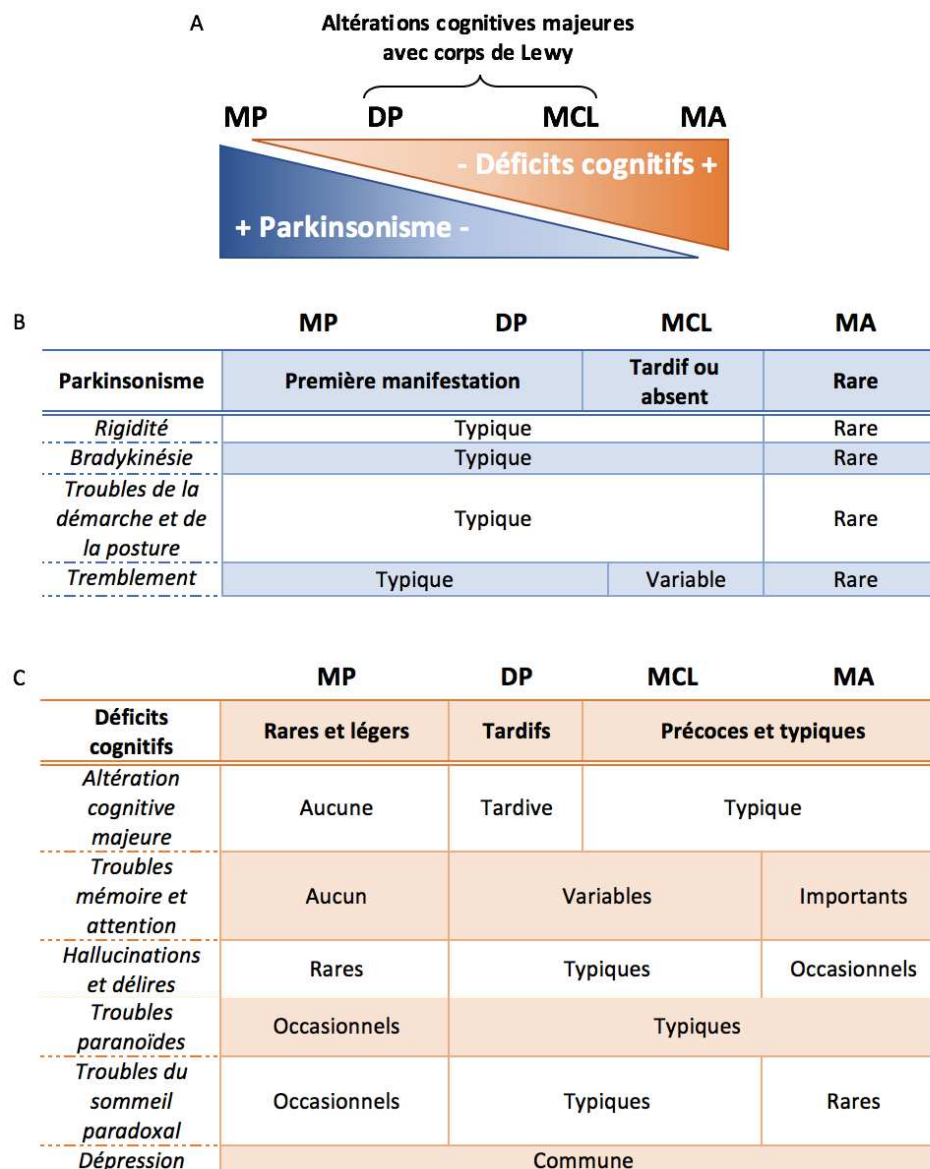 A
Altérations cognitives majeures
avec corps de Lewy
MP DP MCL MA
- Déficits cognitifs +
+ Parkinsonisme -
B
MP DP MCL MA
Parkinsonisme Première manifestation Tardif ou absent Rare
Rigidité Typique Rare
Bradykinésie Typique Rare
Troubles de la démarche et de la posture Typique Rare
Tremblement Typique Variable Rare
C
MP DP MCL MA
Déficits cognitifs Rares et légers Tardifs Précoces et typiques
Altération cognitive majeure Aucune Tardive Typique
Troubles mémoire et attention Aucun Variables Importants
Hallucinations et délires Rares Typiques Occasionnels
Troubles paranoïdes Occasionnels Typiques
Troubles du sommeil paradoxal Occasionnels Typiques Rares
Dépression Commune